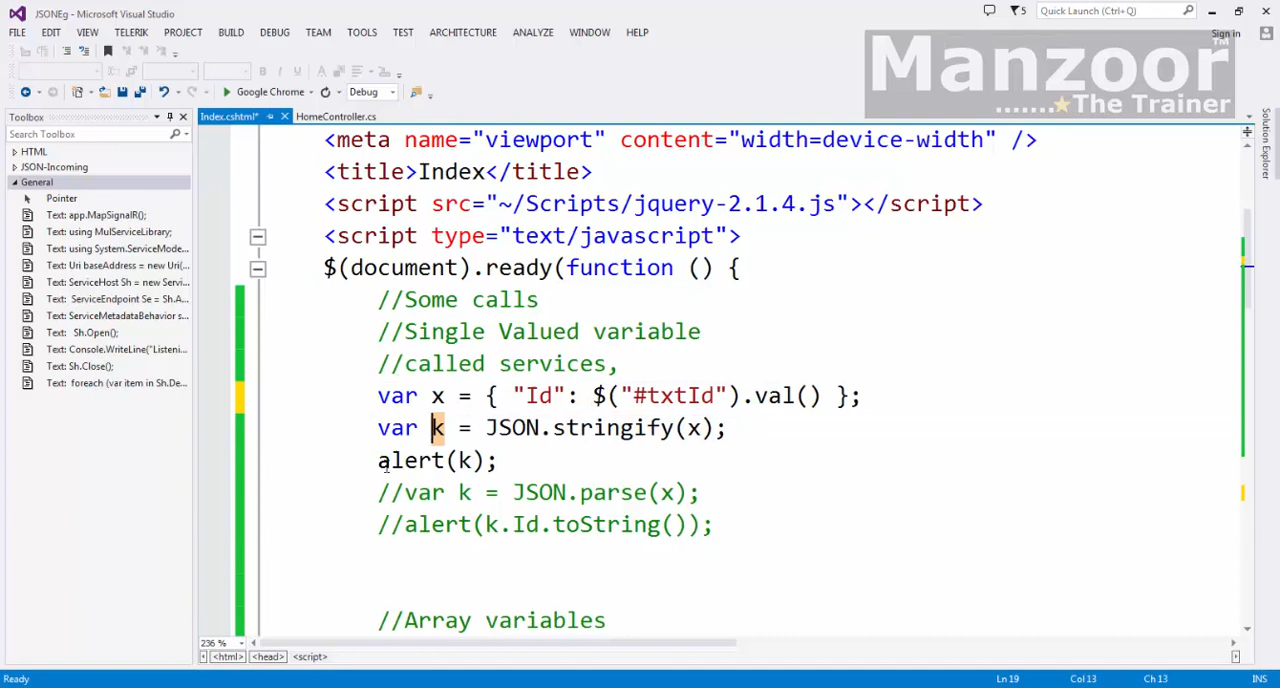 JSONEg - Microsoft Visual Studio
5
Quick Launch (Ctrl+Q)
FILE EDIT VIEW TELERIK PROJECT BUILD DEBUG TEAM TOOLS TEST ARCHITECTURE ANALYZE WINDOW HELP
Sign in
Manzoor™
.......★The Trainer
Google Chrome Debug
Toolbox
Index.cshtml* HomeController.cs
Search Toolbox
HTML
JSON-Incoming
General
Pointer
Text: app.MapSignalR();
Text: using MulServiceLibrary;
Text: using System.ServiceMode...
Text: Uri baseAddress = new Uri(...
Text: ServiceHost Sh = new Serv...
Text: ServiceEndpoint Se = Sh.A...
Text: ServiceMetadataBehavior s...
Text: Sh.Open();
Text: Console.WriteLine("Listeni...
Text: Sh.Close();
Text: foreach (var item in Sh.De...
Solution Explorer
<meta name="viewport" content="width=device-width" />
<title>Index</title>
<script src="~/Scripts/jquery-2.1.4.js"></script>
<script type="text/javascript">
$(document).ready(function () {
//Some calls
//Single Valued variable
//called services,
var x = { "Id": $("#txtId").val() };
var k = JSON.stringify(x);
alert(k);
//var k = JSON.parse(x);
//alert(k.Id.toString());
//Array variables
236 %
<html> <head> <script>
Ready Ln 19 Col 13 Ch 13 INS